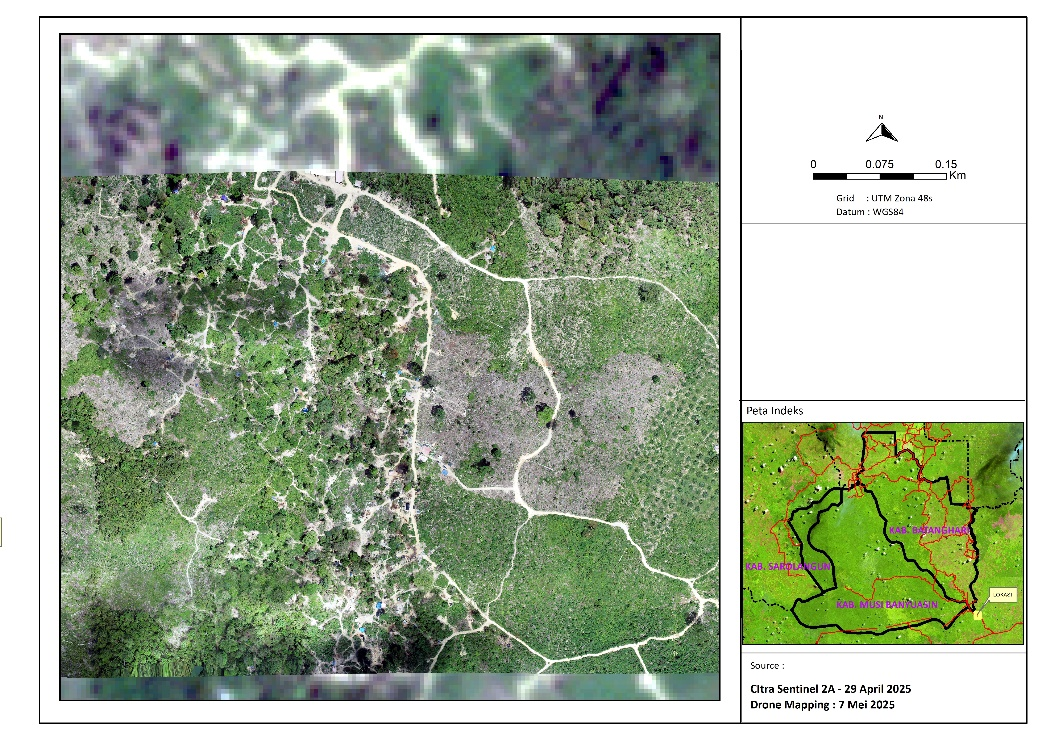 N
0 0.075 0.15
Km
Grid : UTM Zona 48s
Datum : WGS84
Peta Indeks
KAB. BATANGHARI
KAB. SAROLANGUN
LOKASI
KAB. MUSI BANYUASIN
Source :
CItra Sentinel 2A - 29 April 2025
Drone Mapping : 7 Mei 2025